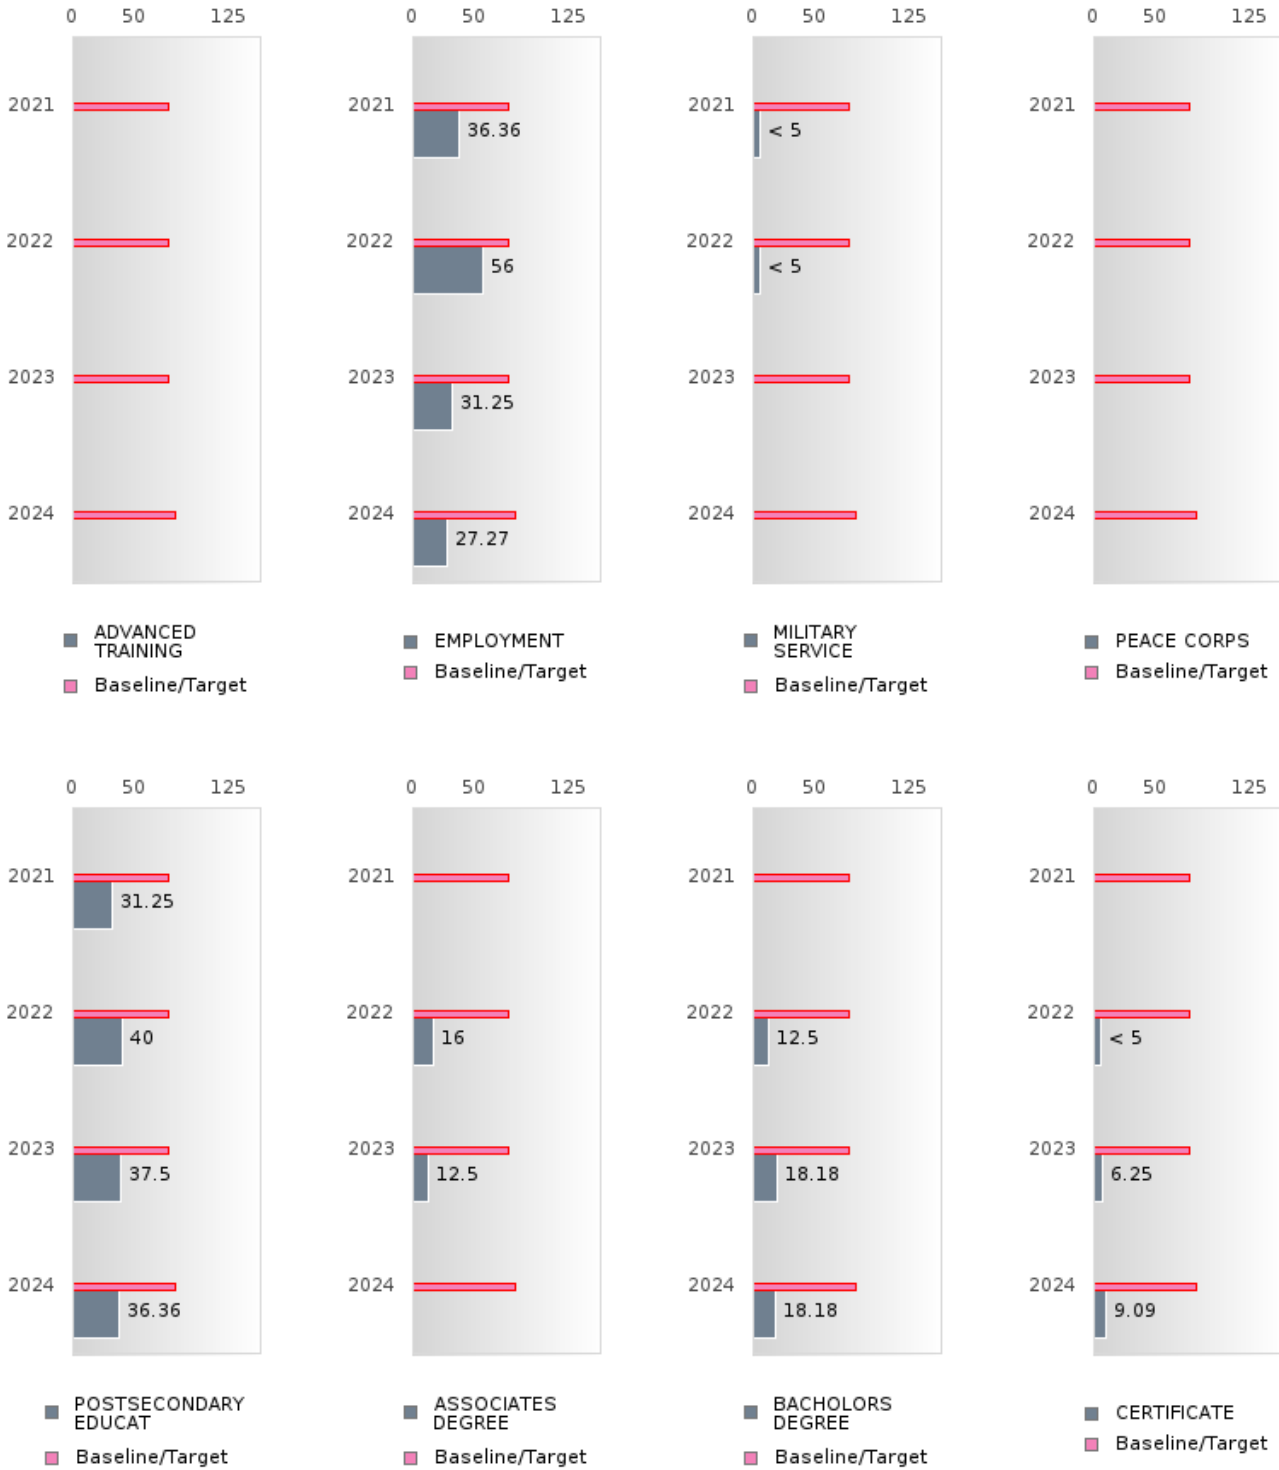 0 50 125
2021
2022
2023
2024
ADVANCED
TRAINING
Baseline/Target
0 50 125
2021
36.36
2022
56
2023
31.25
2024
27.27
EMPLOYMENT
Baseline/Target
0 50 125
2021
< 5
2022
< 5
2023
2024
MILITARY
SERVICE
Baseline/Target
0 50 125
2021
2022
2023
2024
PEACE CORPS
Baseline/Target
0 50 125
2021
31.25
2022
40
2023
37.5
2024
36.36
POSTSECONDARY
EDUCAT
Baseline/Target
0 50 125
2021
2022
16
2023
12.5
2024
ASSOCIATES
DEGREE
Baseline/Target
0 50 125
2021
2022
12.5
2023
18.18
2024
18.18
BACHOLORS
DEGREE
Baseline/Target
0 50 125
2021
2022
< 5
2023
6.25
2024
9.09
CERTIFICATE
Baseline/Target